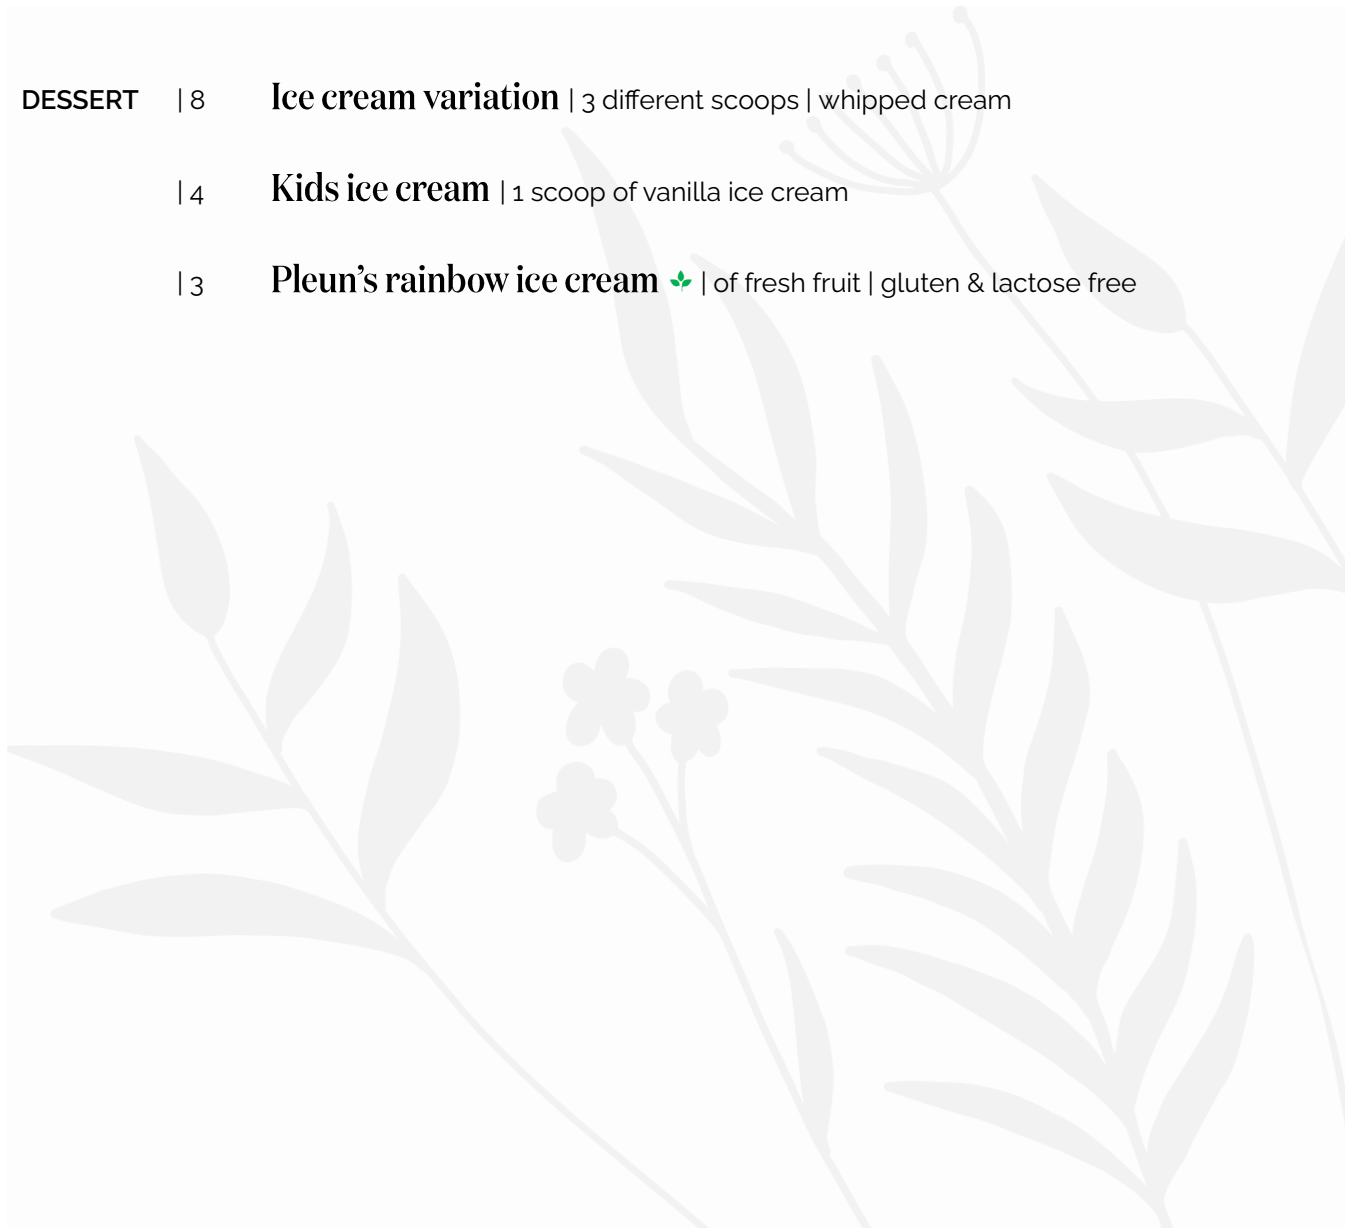 DESSERT | 8 Ice cream variation | 3 different scoops | whipped cream
| 4 Kids ice cream | 1 scoop of vanilla ice cream
| 3 Pleun’s rainbow ice cream | of fresh fruit | gluten & lactose free